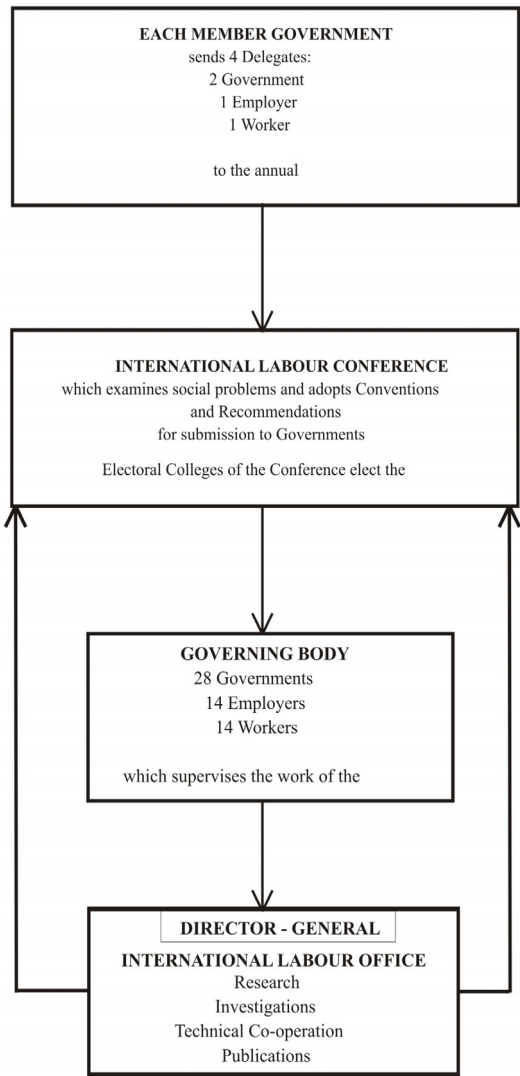 EACH MEMBER GOVERNMENT
sends 4 Delegates:
2 Government
1 Employer
1 Worker
to the annual
INTERNATIONAL LABOUR CONFERENCE
which examines social problems and adopts Conventions
and Recommendations
for submission to Governments
Electoral Colleges of the Conference elect the
GOVERNING BODY
28 Governments
14 Employers
14 Workers
which supervises the work of the
DIRECTOR - GENERAL
INTERNATIONAL LABOUR OFFICE
Research
Investigations
Technical Co-operation
Publications